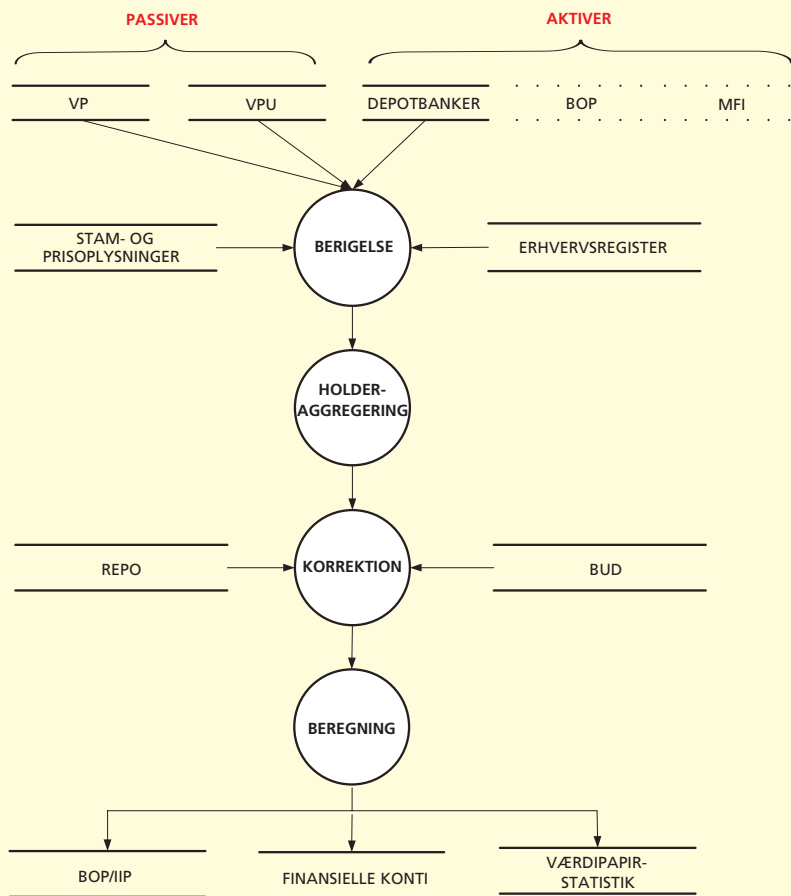 PASSIVER
AKTIVER
VP
VPU
DEPOTBANKER
BOP
MFI
BERIGELSE
STAM- OG
PRISOPLYSNINGER
ERHVERVSREGISTER
HOLDER-
AGGREGERING
REPO
KORREKTION
BUD
BEREGNING
BOP/IIP
FINANSIELLE KONTI
VÆRDIPAPIR-
STATISTIK